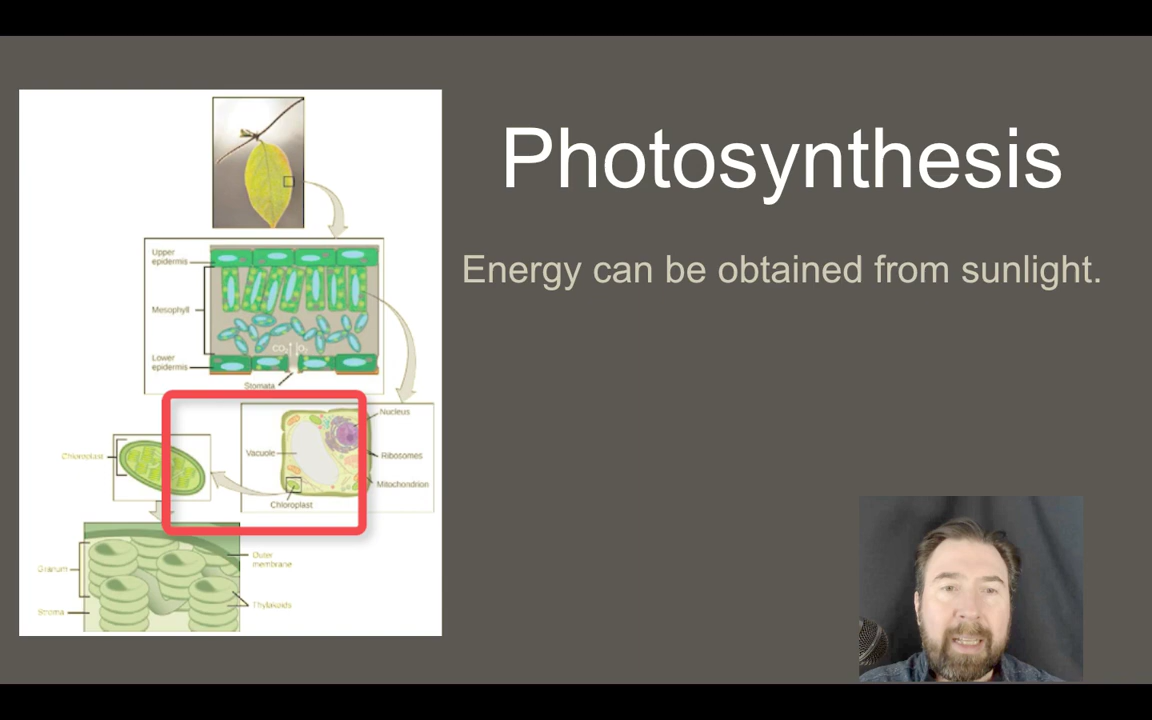 Photosynthesis
Energy can be obtained from sunlight.
Upper
epidermis
Mesophyll
Lower
epidermis
CO₂ O₂
Stomata
Nucleus
Vacuole
Ribosomes
Mitochondrion
Chloroplast
Chloroplast
Outer
membrane
Granum
Thylakoids
Stroma